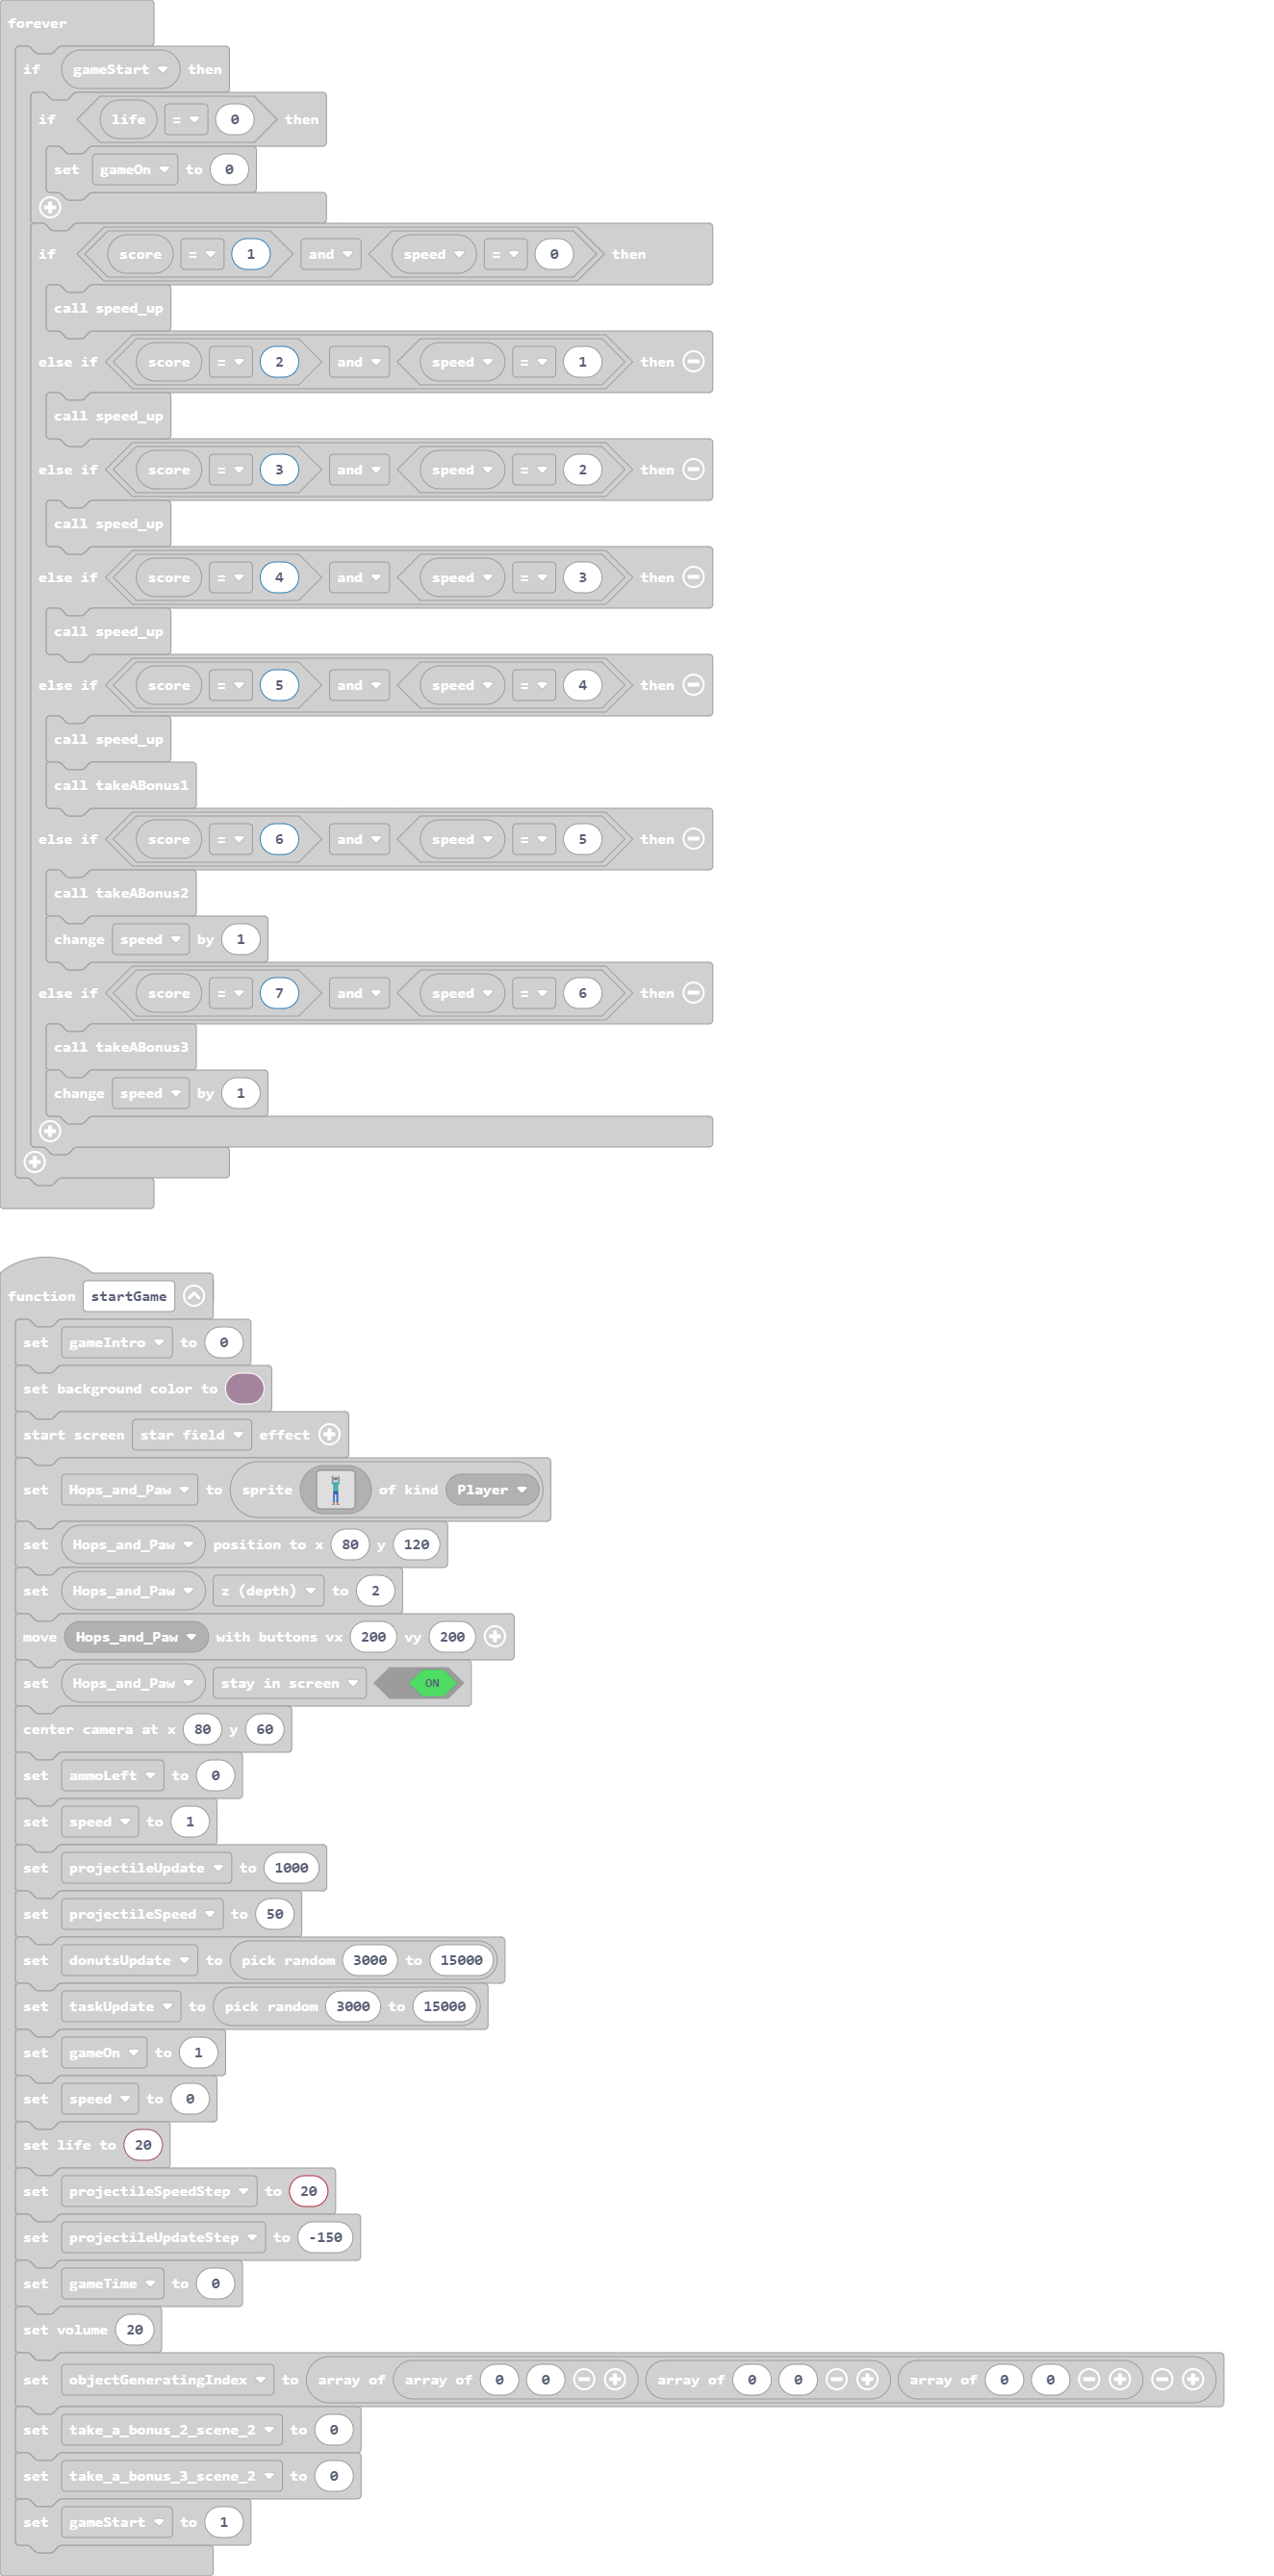 forever
if gameStart then
if life = 0 then
set gameOn to 0
if score = 1 and speed = 0 then
call speed_up
else if score = 2 and speed = 1 then
call speed_up
else if score = 3 and speed = 2 then
call speed_up
else if score = 4 and speed = 3 then
call speed_up
else if score = 5 and speed = 4 then
call speed_up
call takeABonus1
else if score = 6 and speed = 5 then
call takeABonus2
change speed by 1
else if score = 7 and speed = 6 then
call takeABonus3
change speed by 1
function startGame
set gameIntro to 0
set background color to
start screen star field effect
set Hops_and_Paw to sprite of kind Player
set Hops_and_Paw position to x 80 y 120
set Hops_and_Paw z (depth) to 2
move Hops_and_Paw with buttons vx 200 vy 200
set Hops_and_Paw stay in screen ON
center camera at x 80 y 60
set ammoLeft to 0
set speed to 1
set projectileUpdate to 1000
set projectileSpeed to 50
set donutsUpdate to pick random 3000 to 15000
set taskUpdate to pick random 3000 to 15000
set gameOn to 1
set speed to 0
set life to 20
set projectileSpeedStep to 20
set projectileUpdateStep to -150
set gameTime to 0
set volume 20
set objectGeneratingIndex to array of array of 0 0 array of 0 0 array of 0 0
set take_a_bonus_2_scene_2 to 0
set take_a_bonus_3_scene_2 to 0
set gameStart to 1